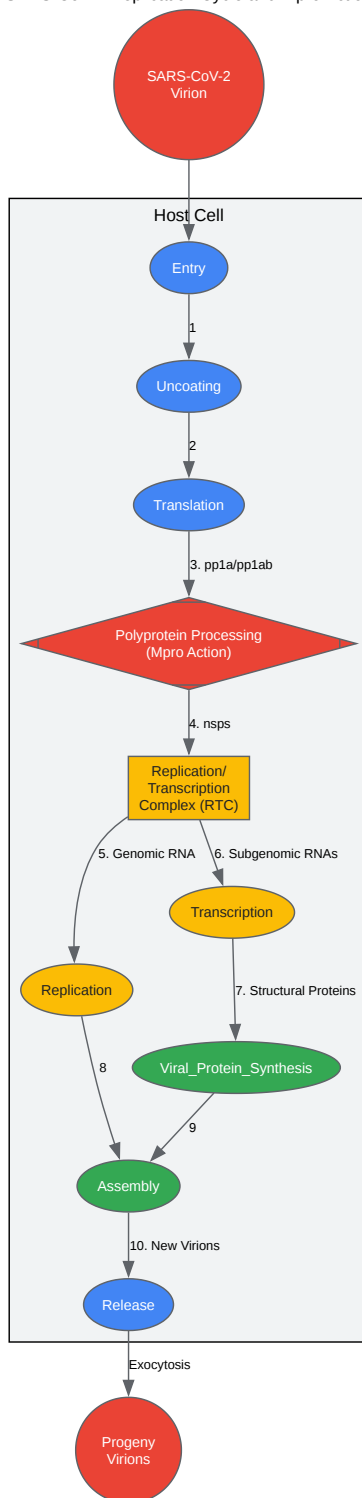 SARS-CoV-2
Virion
Host Cell
Entry
1
Uncoating
2
Translation
3. pp1a/pp1ab
Polyprotein Processing
(Mpro Action)
4. nsps
Replication/
Transcription
Complex (RTC)
5. Genomic RNA
6. Subgenomic RNAs
Transcription
Replication
7. Structural Proteins
Viral_Protein_Synthesis
8
9
Assembly
10. New Virions
Release
Exocytosis
Progeny
Virions